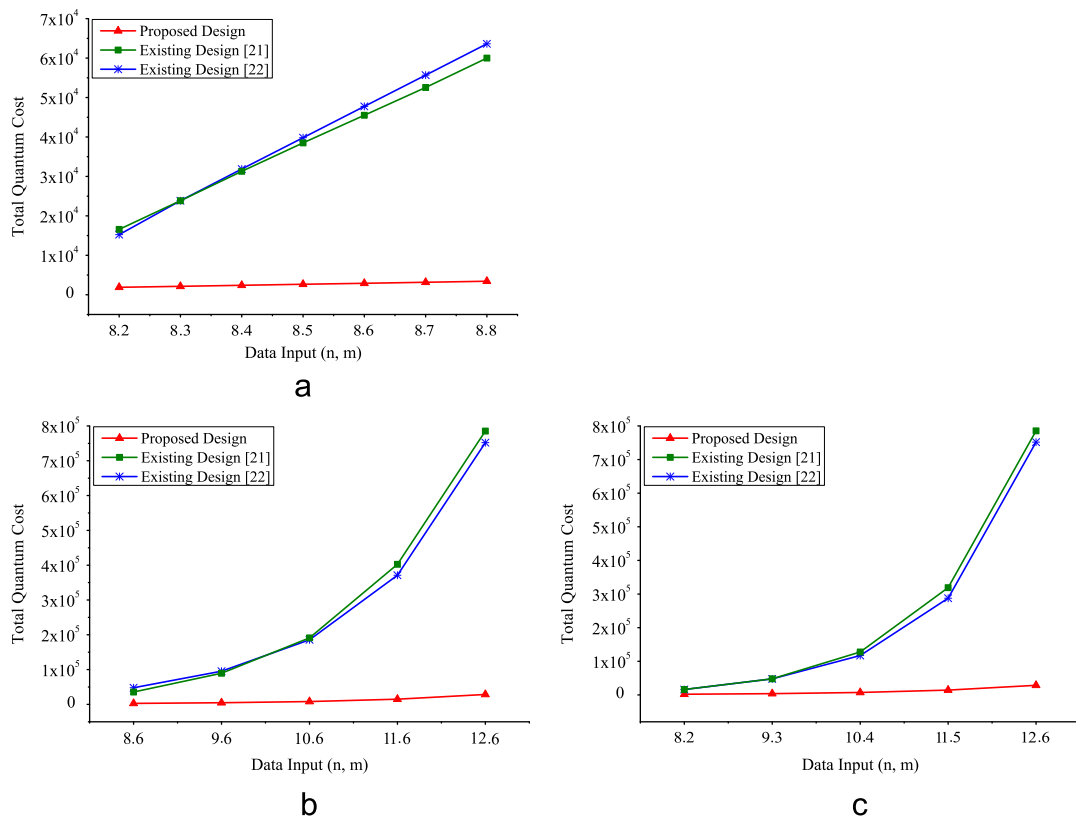 7x10⁴
6x10⁴
5x10⁴
4x10⁴
3x10⁴
2x10⁴
1x10⁴
0
Total Quantum Cost
Proposed Design
Existing Design [21]
Existing Design [22]
8.2 8.3 8.4 8.5 8.6 8.7 8.8
Data Input (n, m)
a
8x10⁵
7x10⁵
6x10⁵
5x10⁵
4x10⁵
3x10⁵
2x10⁵
1x10⁵
0
Total Quantum Cost
Proposed Design
Existing Design [21]
Existing Design [22]
8.6 9.6 10.6 11.6 12.6
Data Input (n, m)
b
8x10⁵
7x10⁵
6x10⁵
5x10⁵
4x10⁵
3x10⁵
2x10⁵
1x10⁵
0
Total Quantum Cost
Proposed Design
Existing Design [21]
Existing Design [22]
8.2 9.3 10.4 11.5 12.6
Data Input (n, m)
c